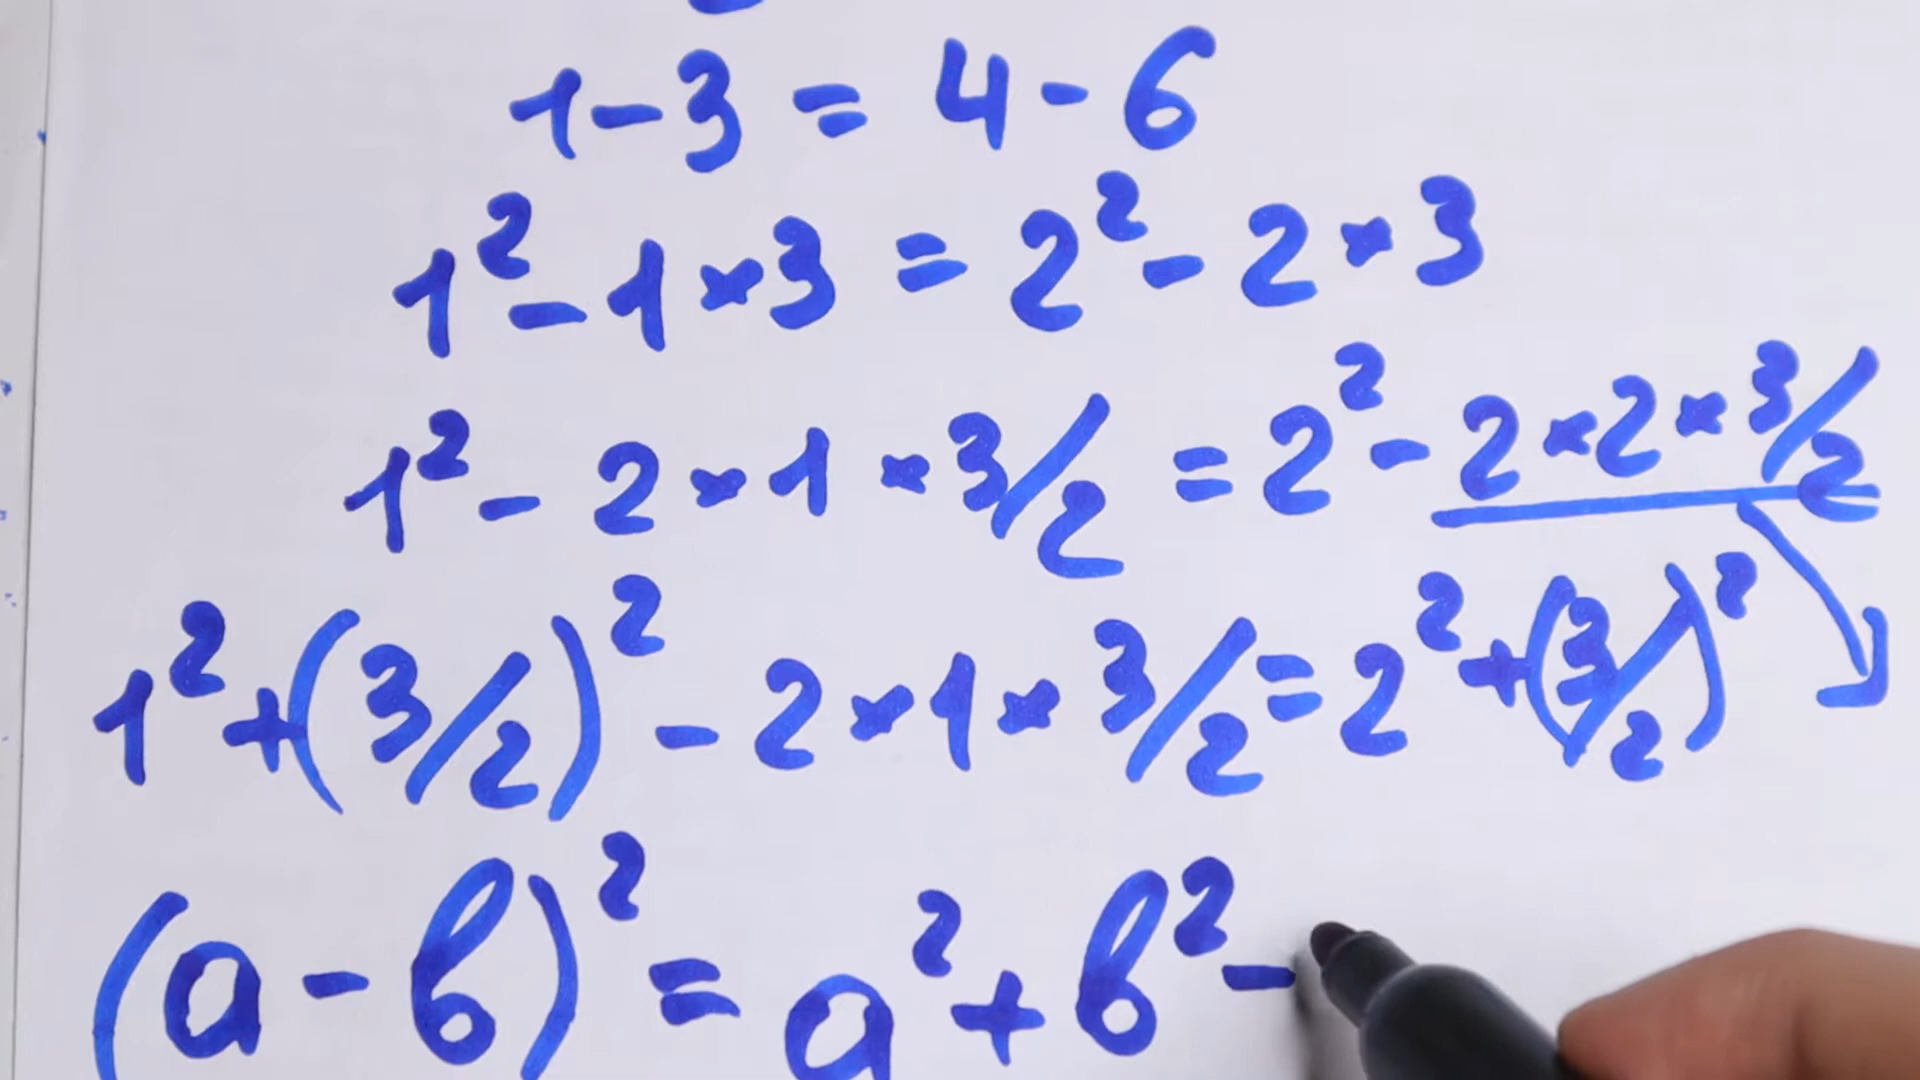 1-3 = 4-6
1² - 1×3 = 2² - 2×3
1² - 2×1×3/2 = 2² - 2×2×3/2
1² + (3/2)² - 2×1×3/2 = 2² + (3/2)²
(a-b)² = a² + b² -